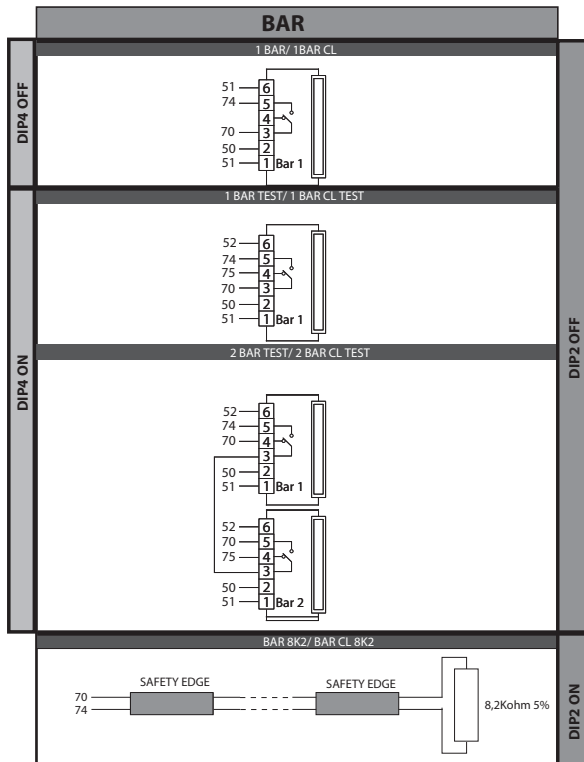 BAR
1 BAR/ 1BAR CL
DIP4 OFF
51 6
74 5
4
70 3
50 2
51 1 Bar 1
1 BAR TEST/ 1 BAR CL TEST
DIP4 ON
DIP2 OFF
52 6
74 5
75 4
70 3
50 2
51 1 Bar 1
2 BAR TEST/ 2 BAR CL TEST
52 6
74 5
70 4
3
50 2
51 1 Bar 1
52 6
70 5
75 4
3
50 2
51 1 Bar 2
BAR 8K2/ BAR CL 8K2
DIP2 ON
SAFETY EDGE SAFETY EDGE
70
74
8,2Kohm 5%